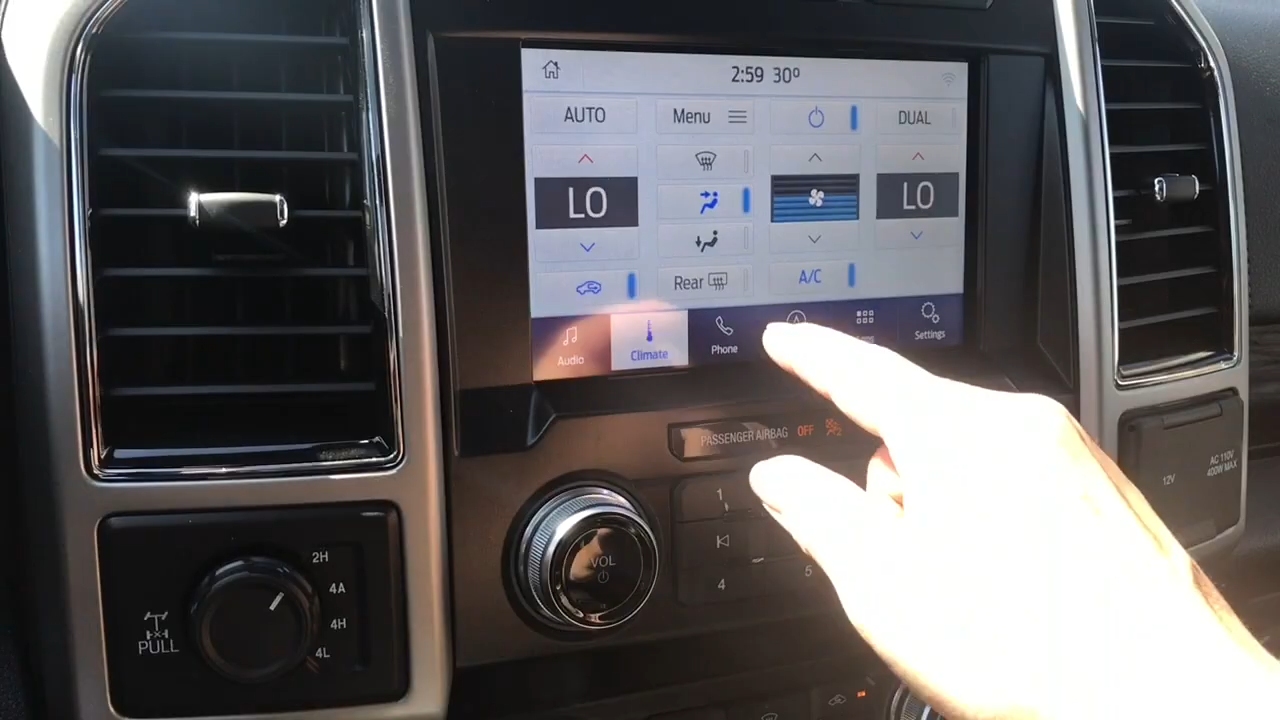 2:59 30°
AUTO
Menu
DUAL
LO
LO
Rear
A/C
Audio
Climate
Phone
Settings
PASSENGER AIRBAG OFF
AC 110V
400W MAX
12V
1
VOL
4
5
2H
4A
4H
4L
PULL